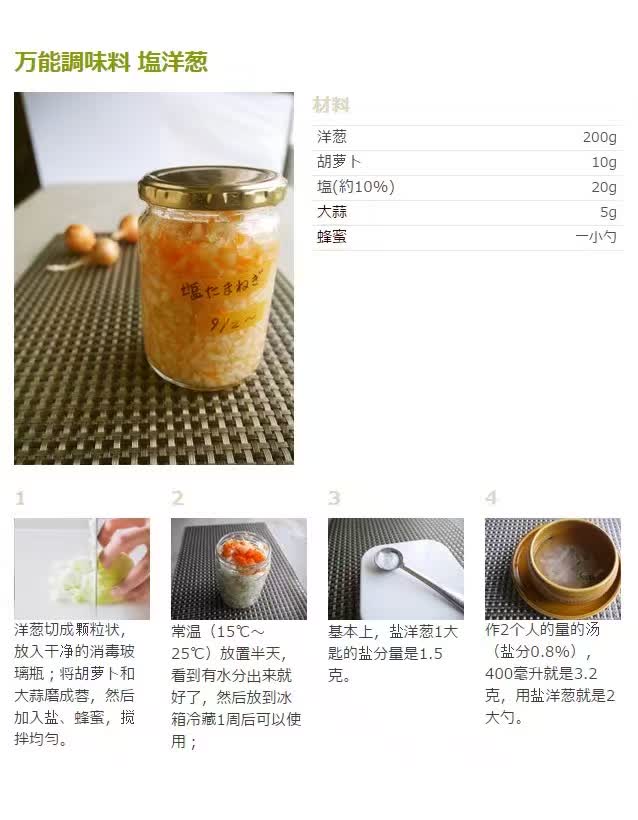 万能調味料 塩洋葱
材料
洋葱 200g
胡萝卜 10g
塩(約10%) 20g
大蒜 5g
蜂蜜 一小勺
塩たまねぎ
9/2～
1
洋葱切成颗粒状，
放入干净的消毒玻
璃瓶；将胡萝卜和
大蒜磨成蓉，然后
加入盐、蜂蜜，搅
拌均匀。
2
常温（15℃～
25℃）放置半天，
看到有水分出来就
好了，然后放到冰
箱冷藏1周后可以使
用；
3
基本上，盐洋葱1大
匙的盐分量是1.5
克。
4
作2个人的量的汤
（盐分0.8%），
400毫升就是3.2
克，用盐洋葱就是2
大勺。